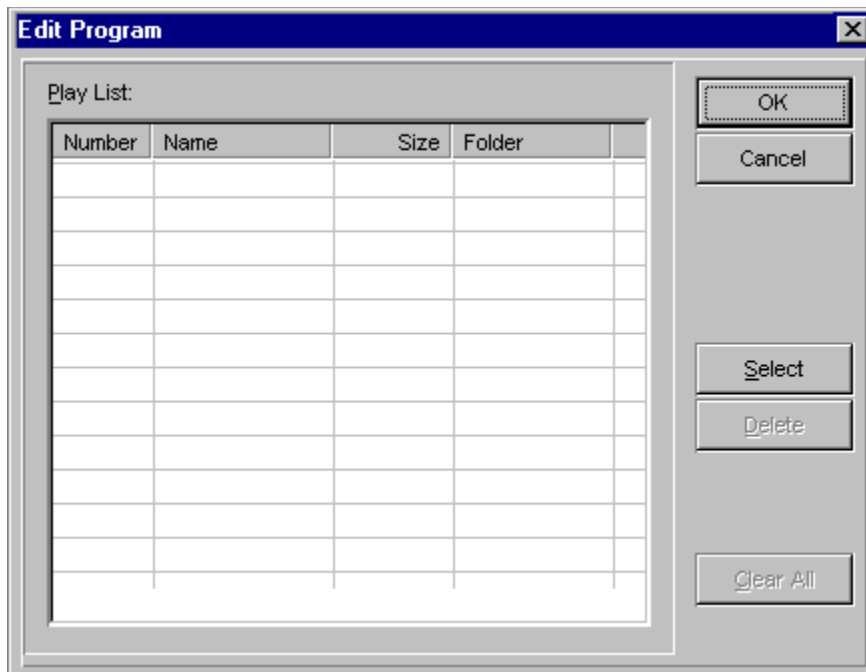 Edit Program
Play List:
Number Name Size Folder
OK
Cancel
Select
Delete
Clear All